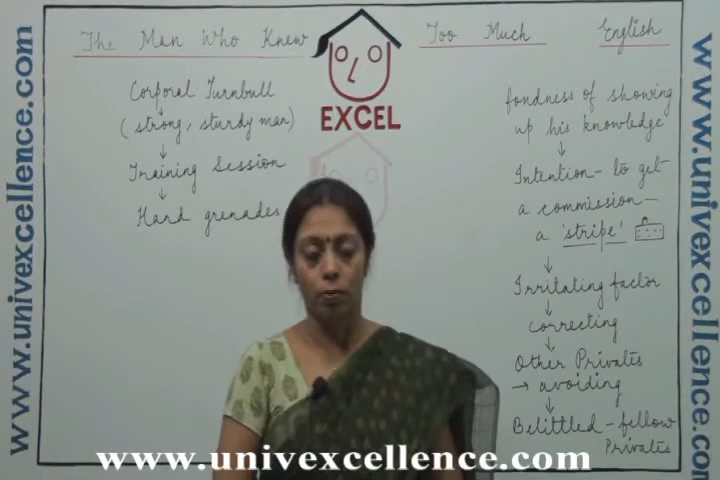 The Man Who Knew Too Much English
EXCEL
Corporal Turnbull
(strong, sturdy man)
Training Session
Hand grenades
fondness of showing
up his knowledge
Intention - to get
a commission -
a 'stripe'
Irritating factor
correcting
Other Privates
→ avoiding
Belittled - fellow
Privates
www.univexcellence.com
www.univexcellence.com
www.univexcellence.com